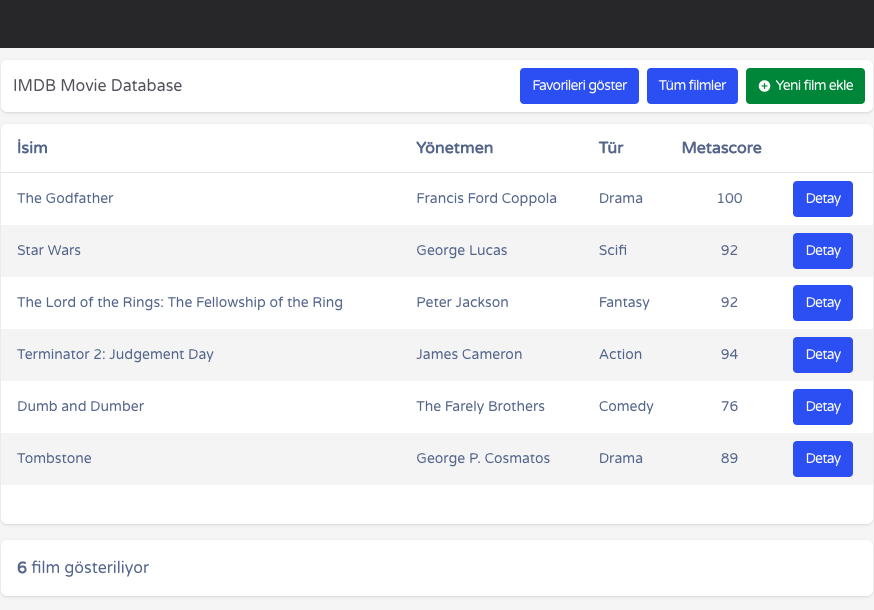 IMDB Movie Database Favorileri göster Tüm filmler Yeni film ekle
İsim Yönetmen Tür Metascore
The Godfather Francis Ford Coppola Drama 100 Detay
Star Wars George Lucas Scifi 92 Detay
The Lord of the Rings: The Fellowship of the Ring Peter Jackson Fantasy 92 Detay
Terminator 2: Judgement Day James Cameron Action 94 Detay
Dumb and Dumber The Farely Brothers Comedy 76 Detay
Tombstone George P. Cosmatos Drama 89 Detay
6 film gösteriliyor